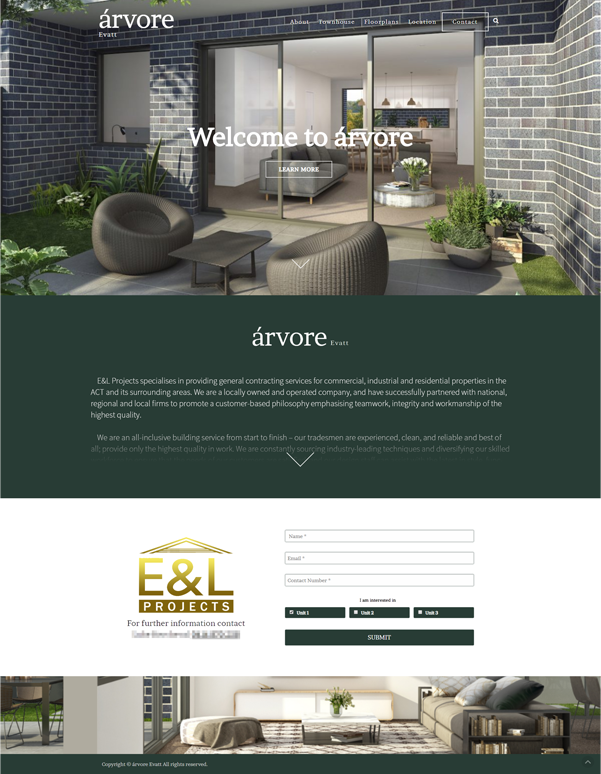 árvore
Evatt
About Townhouse Floorplans Location Contact
Welcome to árvore
LEARN MORE
árvore Evatt
E&L Projects specialises in providing general contracting services for commercial, industrial and residential properties in the
ACT and its surrounding areas. We are a locally owned and operated company, and have successfully partnered with national,
regional and local firms to promote a customer-based philosophy emphasising teamwork, integrity and workmanship of the
highest quality.
We are an all-inclusive building service from start to finish – our tradesmen are experienced, clean, and reliable and best of
all; provide only the highest quality in work. We are constantly sourcing industry-leading techniques and diversifying our skilled
E&L
PROJECTS
For further information contact
Name *
Email *
Contact Number *
I am interested in
Unit 1 Unit 2 Unit 3
SUBMIT
Copyright © árvore Evatt All rights reserved.